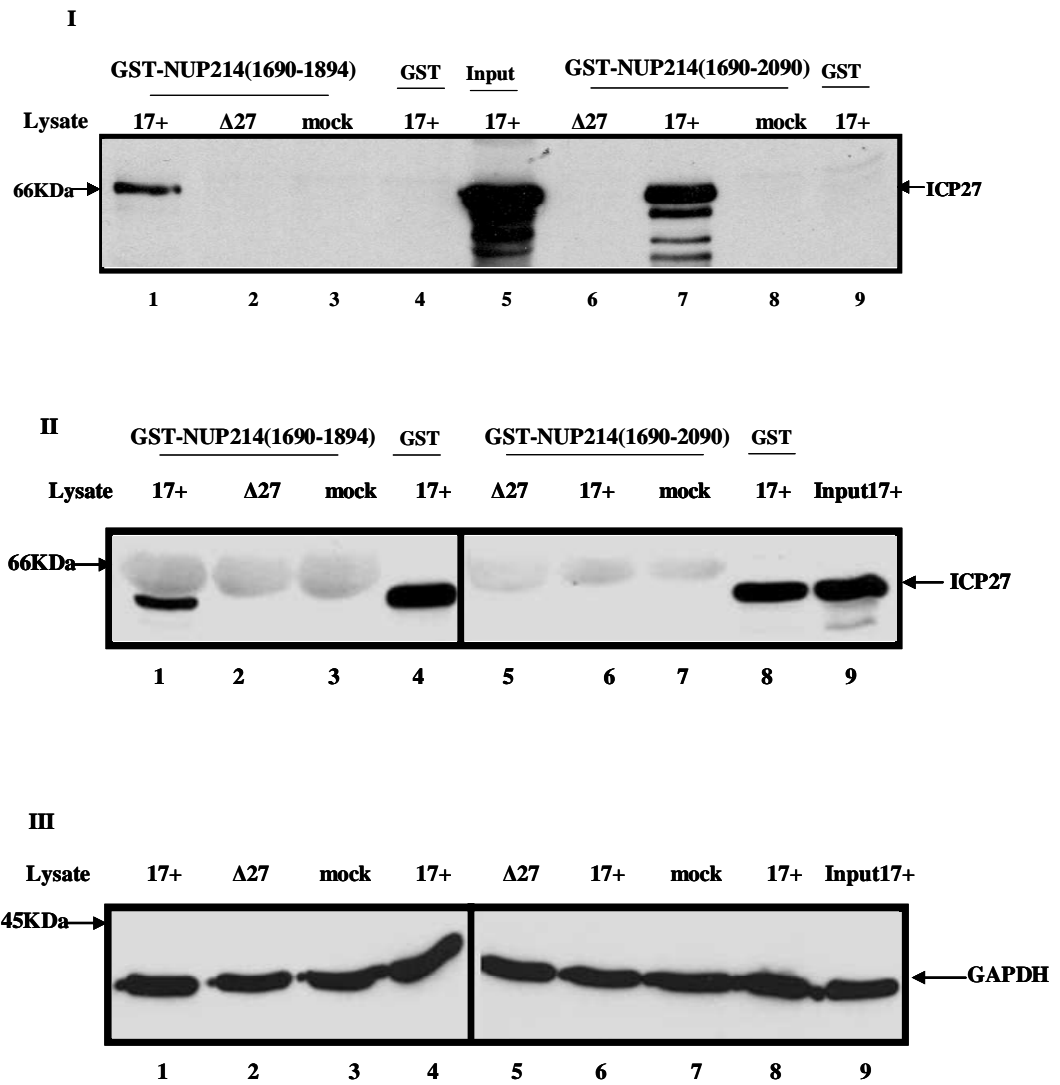 I
GST-NUP214(1690-1894) GST Input GST-NUP214(1690-2090) GST
Lysate 17+ Δ27 mock 17+ 17+ Δ27 17+ mock 17+
66KDa ICP27
1 2 3 4 5 6 7 8 9
II
GST-NUP214(1690-1894) GST GST-NUP214(1690-2090) GST
Lysate 17+ Δ27 mock 17+ Δ27 17+ mock 17+ Input17+
66KDa ICP27
1 2 3 4 5 6 7 8 9
III
Lysate 17+ Δ27 mock 17+ Δ27 17+ mock 17+ Input17+
45KDa GAPDH
1 2 3 4 5 6 7 8 9